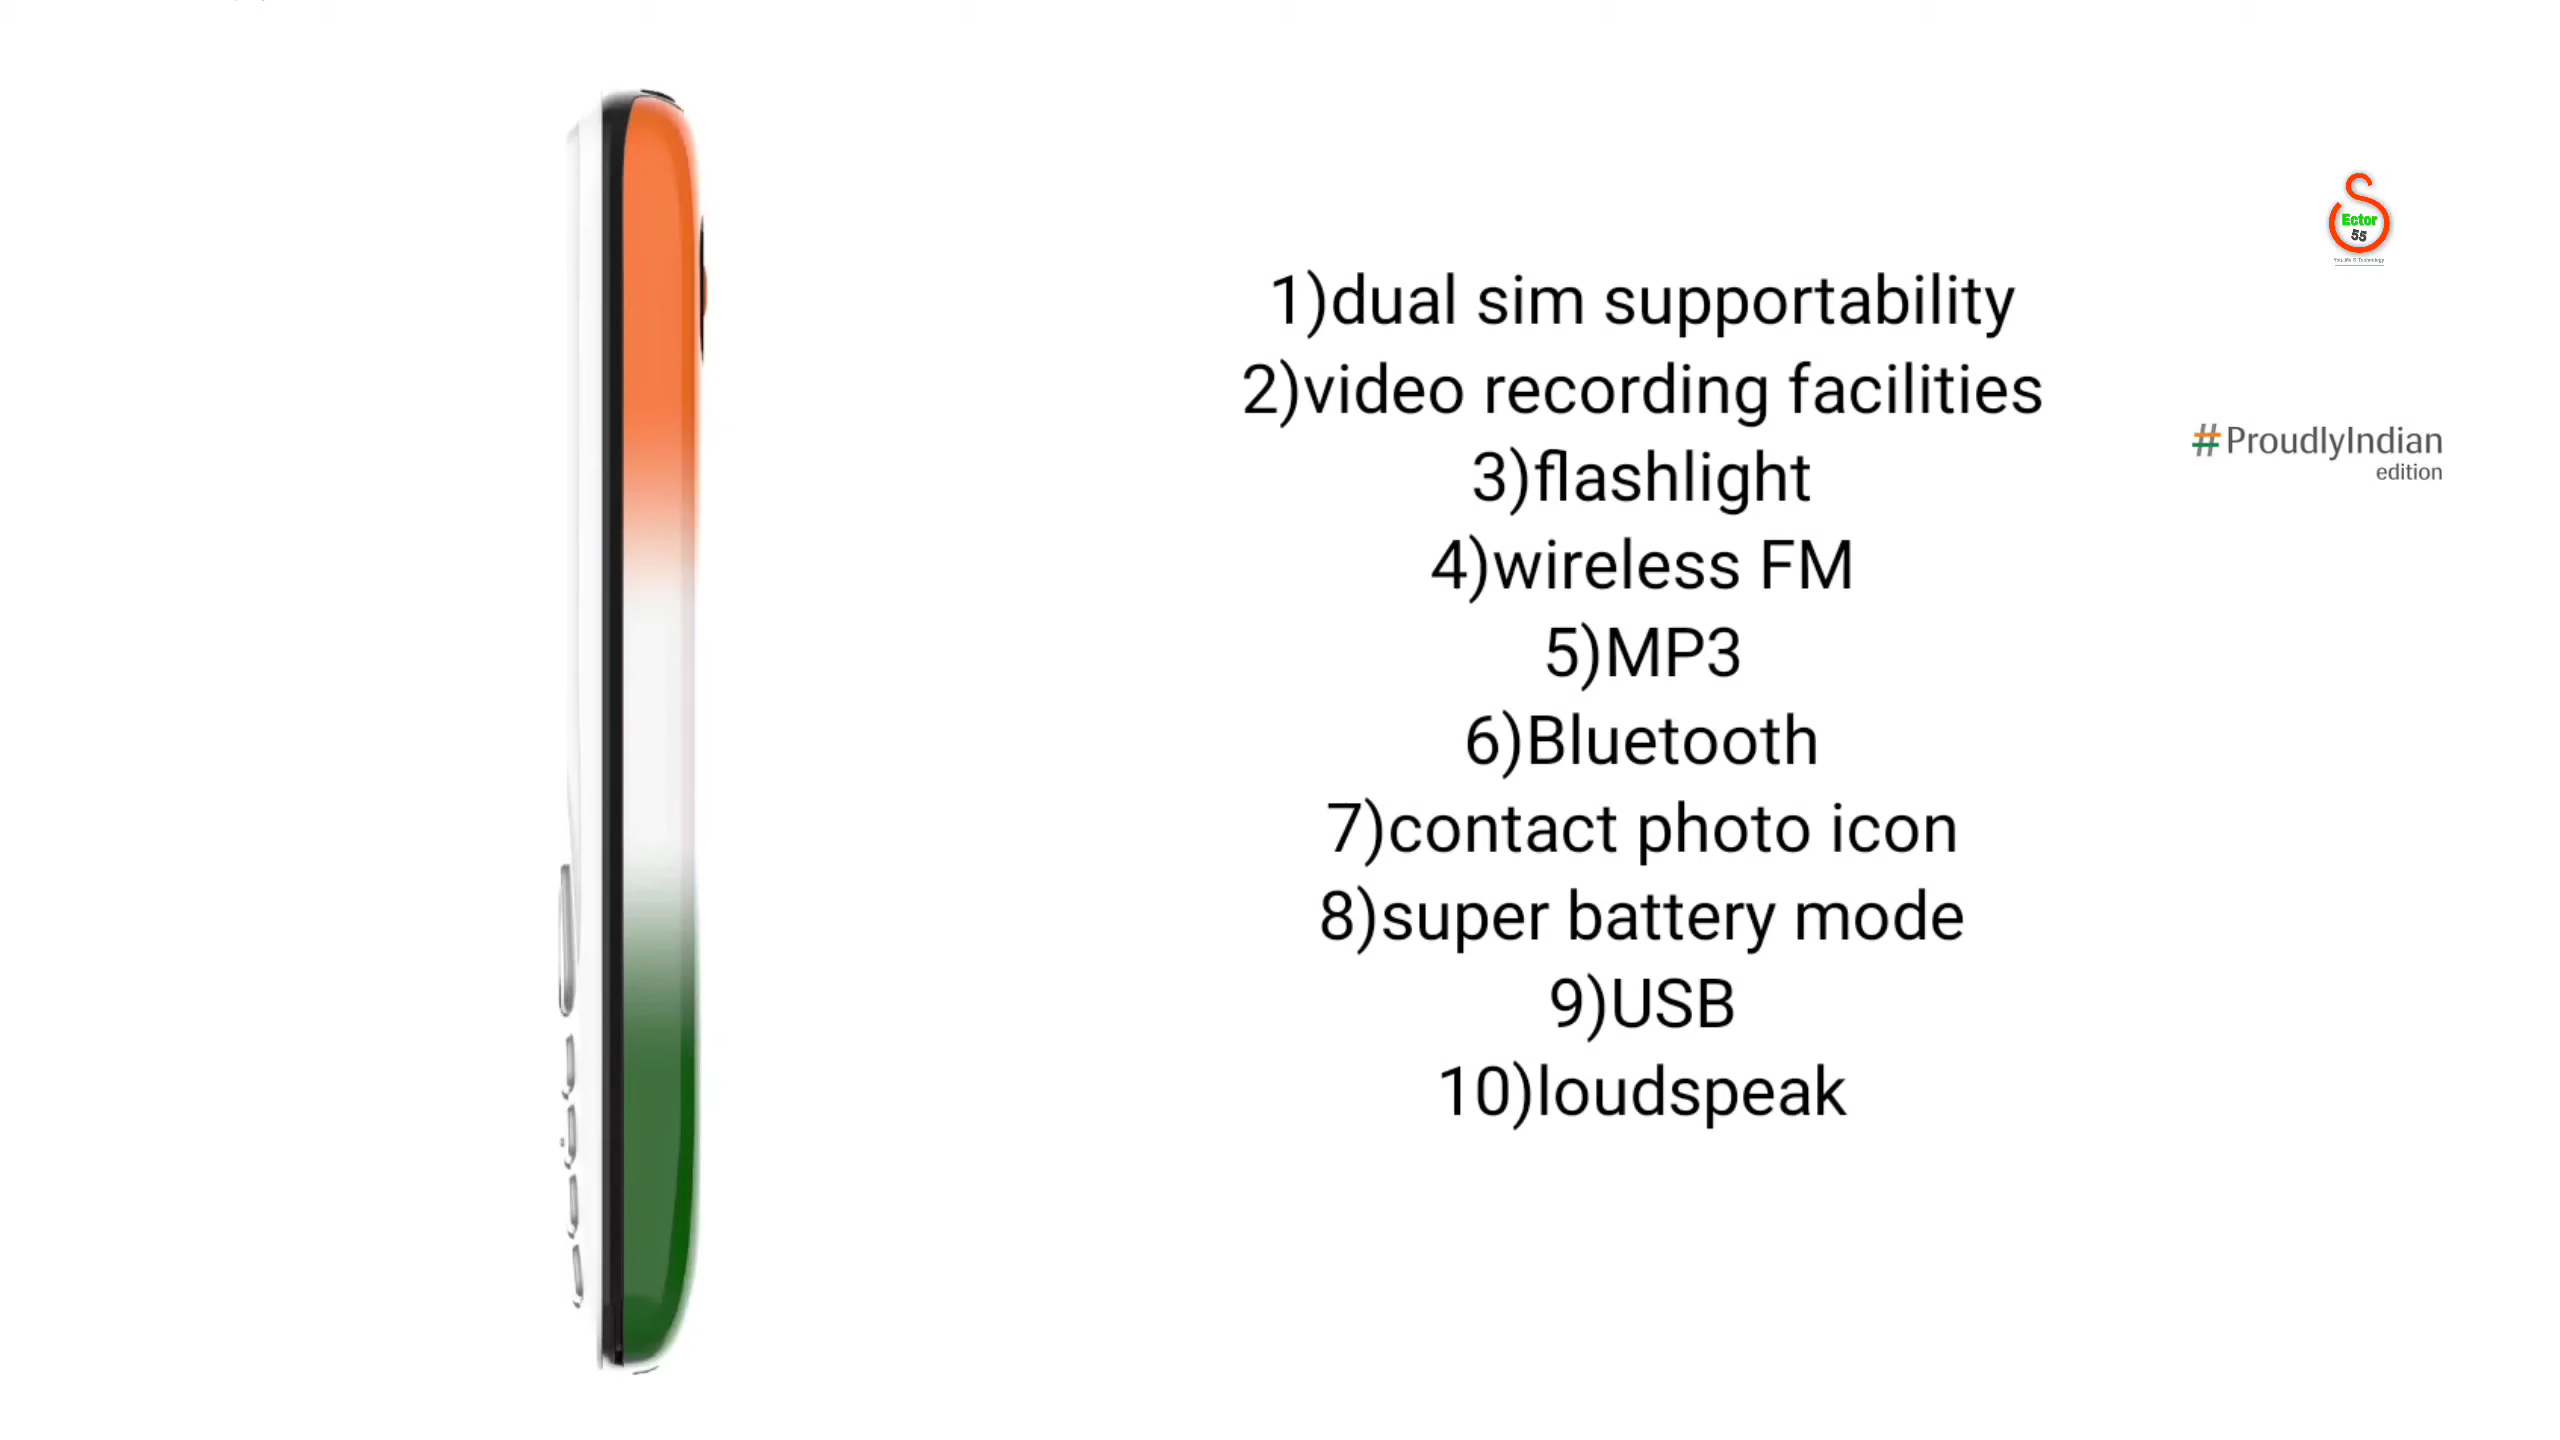 1)dual sim supportability
2)video recording facilities
3)flashlight
4)wireless FM
5)MP3
6)Bluetooth
7)contact photo icon
8)super battery mode
9)USB
10)loudspeak
Ector
55
#ProudlyIndian
edition